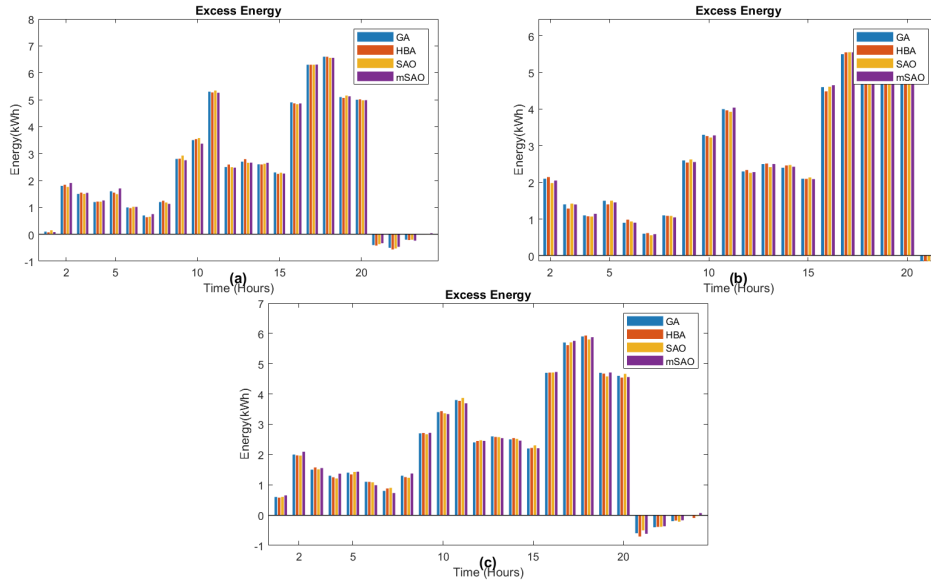 Excess Energy
8
7
6
5
4
3
2
1
0
-1
Energy(kWh)
GA
HBA
SAO
mSAO
2 5 10 15 20
(a)
Time (Hours)
Excess Energy
6
5
4
3
2
1
0
Energy(kWh)
GA
HBA
SAO
mSAO
2 5 10 15 20
(b)
Time (Hours)
Excess Energy
7
6
5
4
3
2
1
0
-1
Energy(kWh)
GA
HBA
SAO
mSAO
2 5 10 15 20
(c)
Time (Hours)